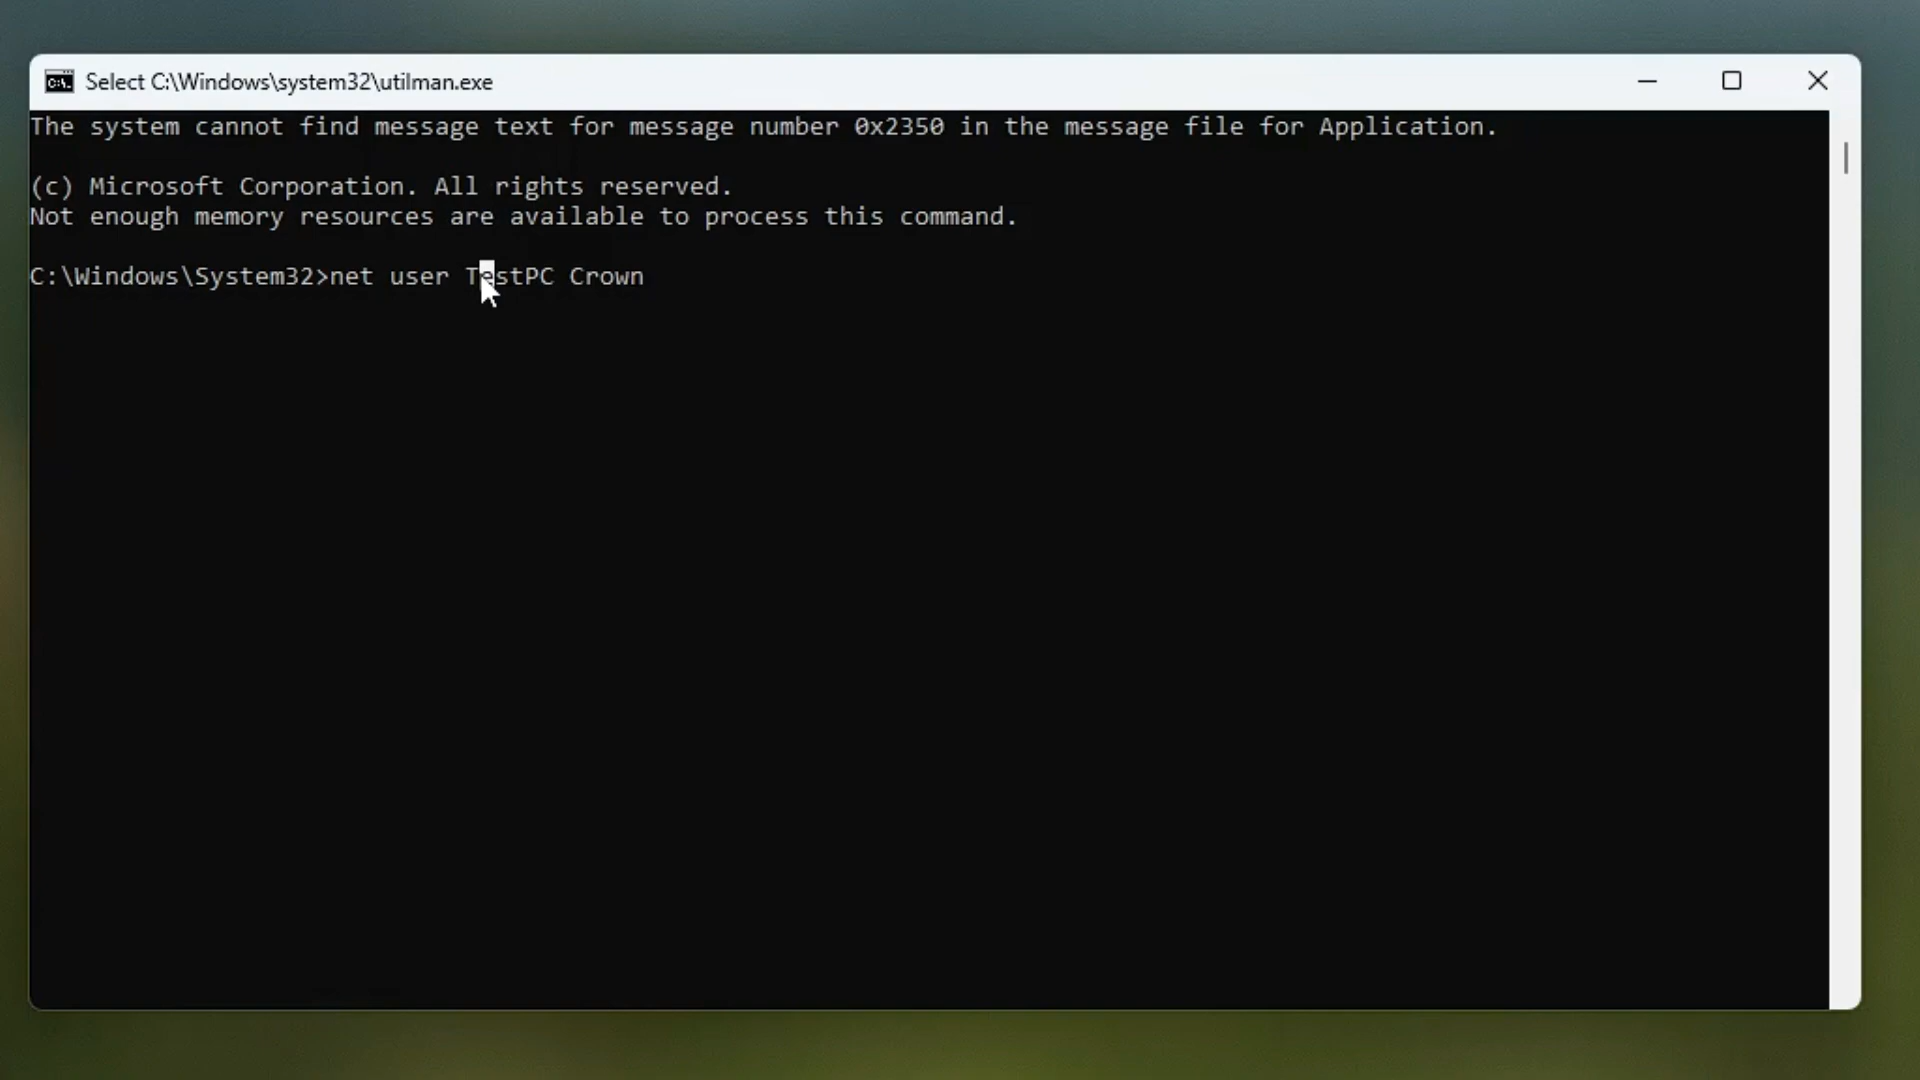 Select C:\Windows\system32\utilman.exe
The system cannot find message text for message number 0x2350 in the message file for Application.
(c) Microsoft Corporation. All rights reserved.
Not enough memory resources are available to process this command.
C:\Windows\System32>net user TestPC Crown